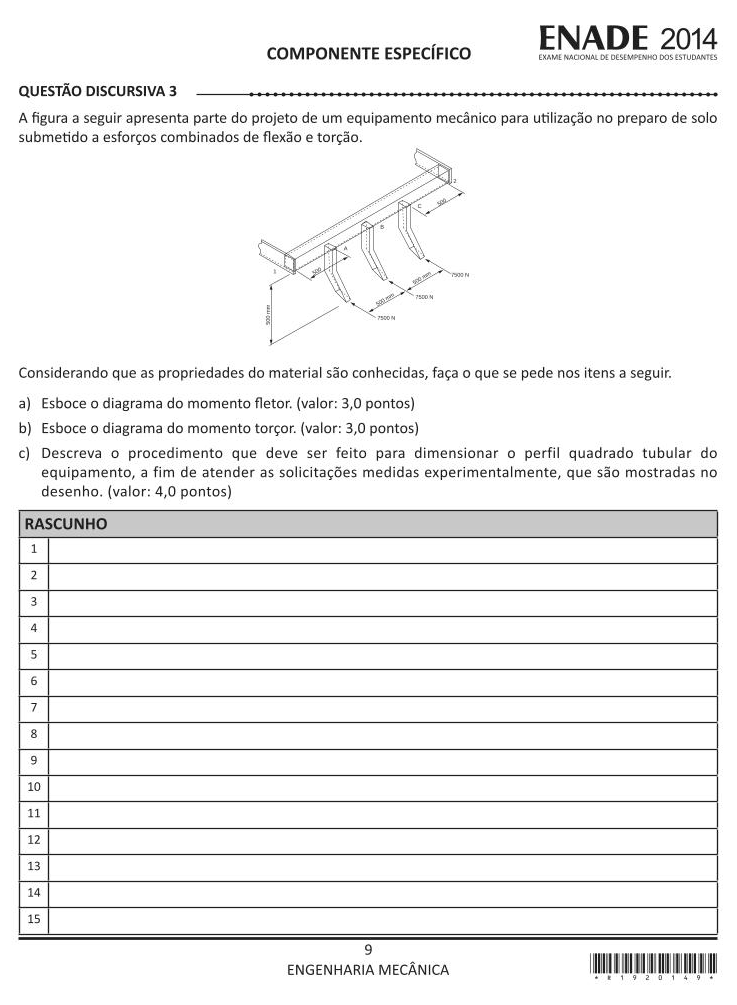 COMPONENTE ESPECÍFICO
ENADE 2014
EXAME NACIONAL DE DESEMPENHO DOS ESTUDANTES
QUESTÃO DISCURSIVA 3
A figura a seguir apresenta parte do projeto de um equipamento mecânico para utilização no preparo de solo
submetido a esforços combinados de flexão e torção.
2
500
C
B
A
1
500
7500 N
500 mm
7500 N
500 mm
7500 N
500 mm
Considerando que as propriedades do material são conhecidas, faça o que se pede nos itens a seguir.
a) Esboce o diagrama do momento fletor. (valor: 3,0 pontos)
b) Esboce o diagrama do momento torçor. (valor: 3,0 pontos)
c) Descreva o procedimento que deve ser feito para dimensionar o perfil quadrado tubular do
equipamento, a fim de atender as solicitações medidas experimentalmente, que são mostradas no
desenho. (valor: 4,0 pontos)
RASCUNHO
1
2
3
4
5
6
7
8
9
10
11
12
13
14
15
9
ENGENHARIA MECÂNICA
* R 1 9 2 0 1 4 9 *